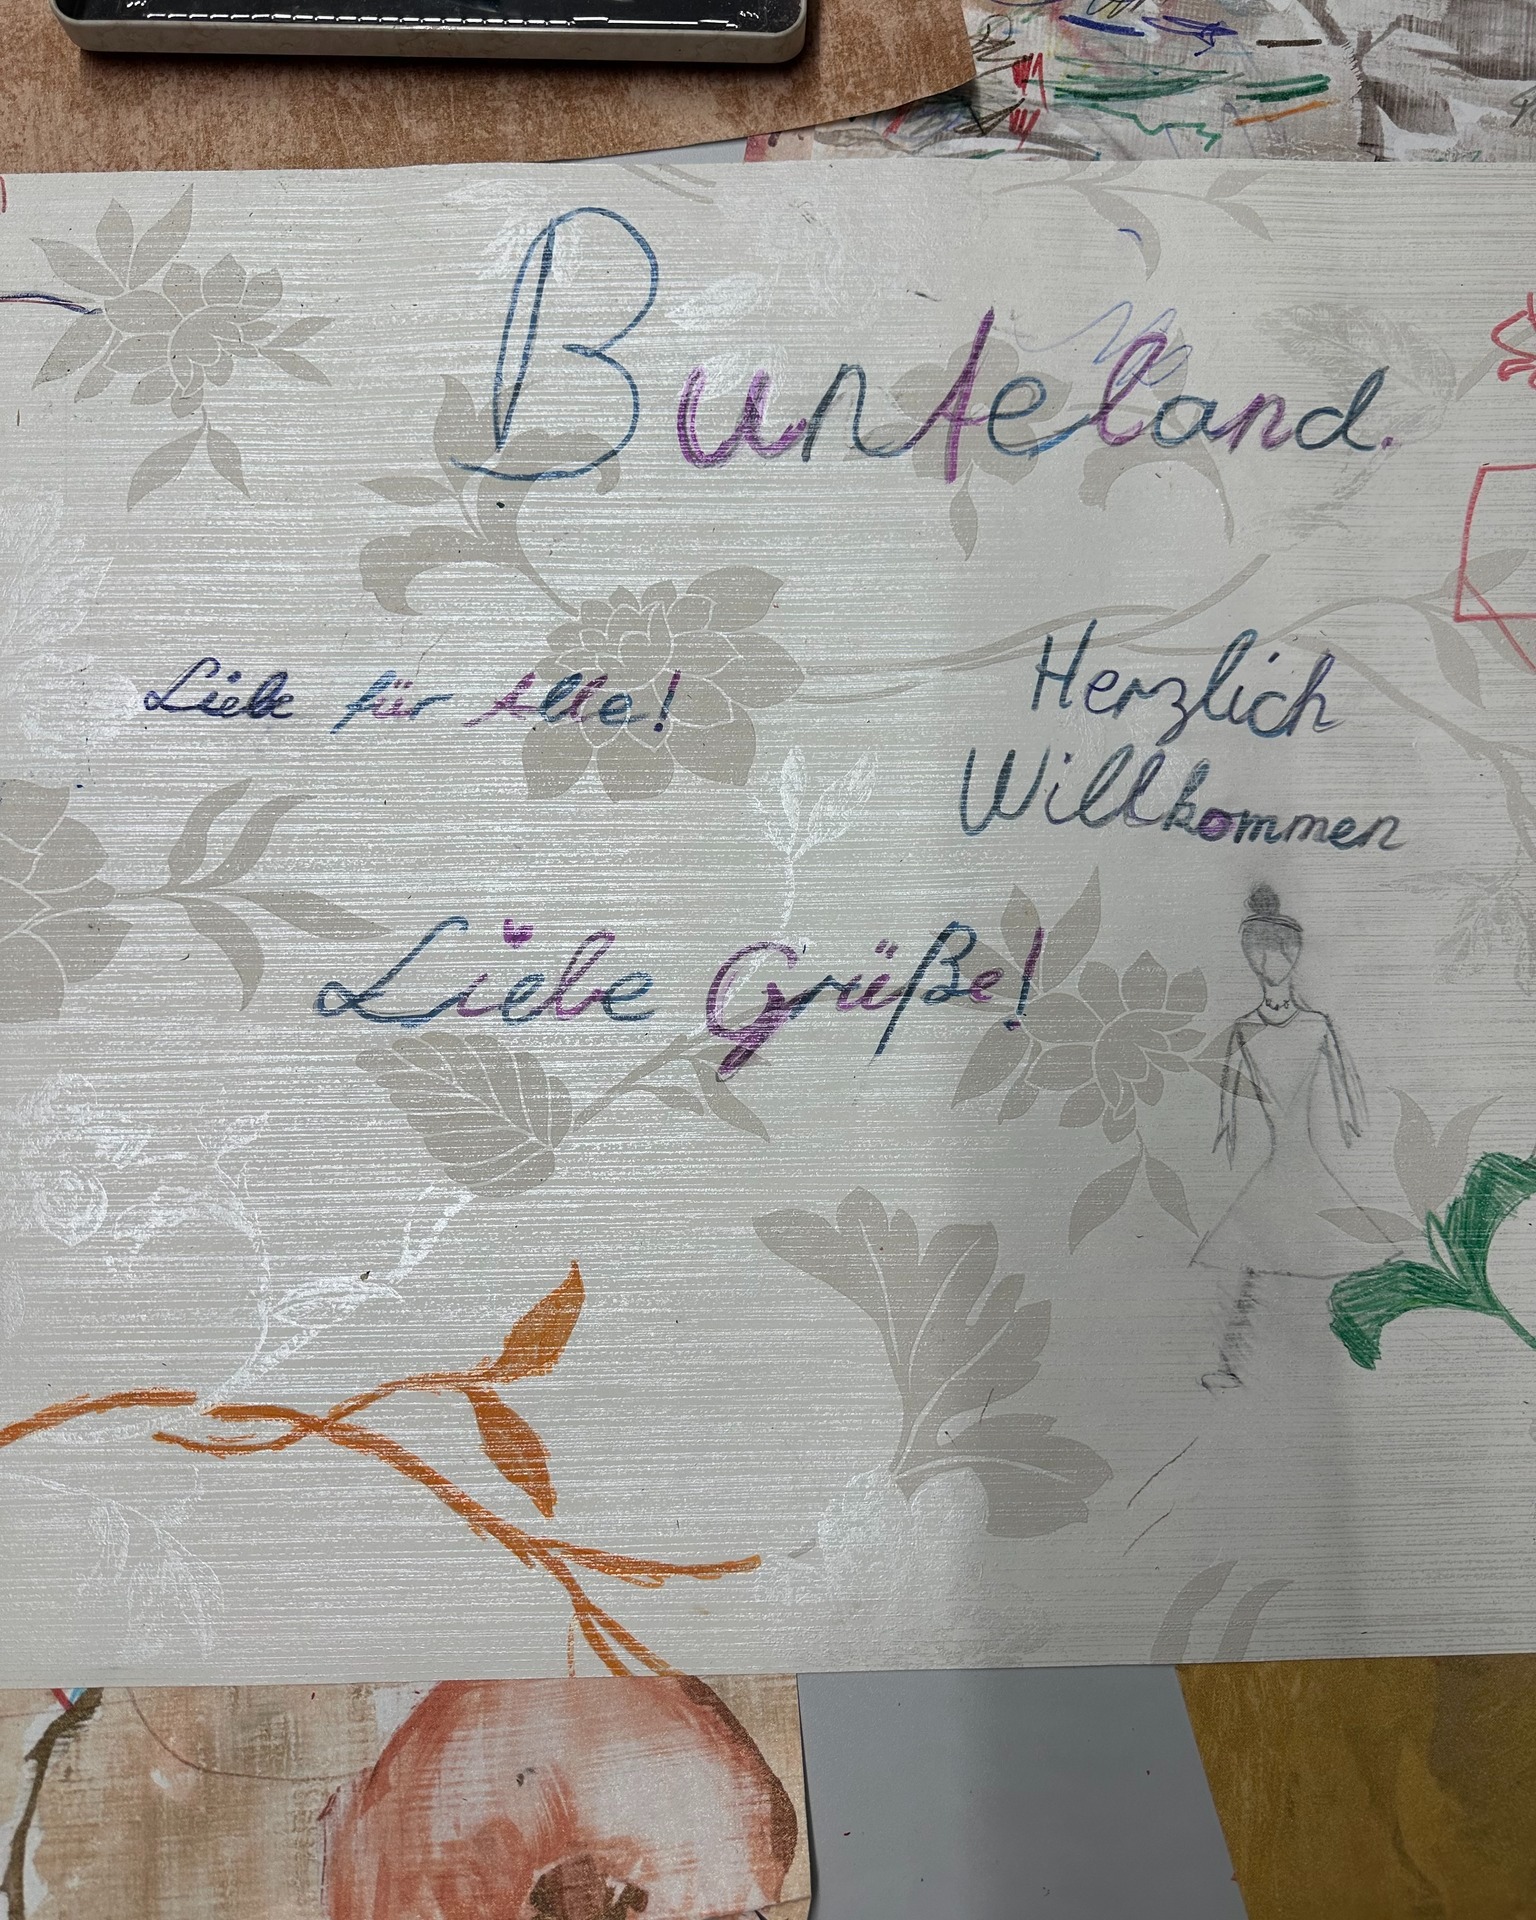 Bunteland.
Liebe für Alle!
Herzlich
Willkommen
Liebe Grüße!